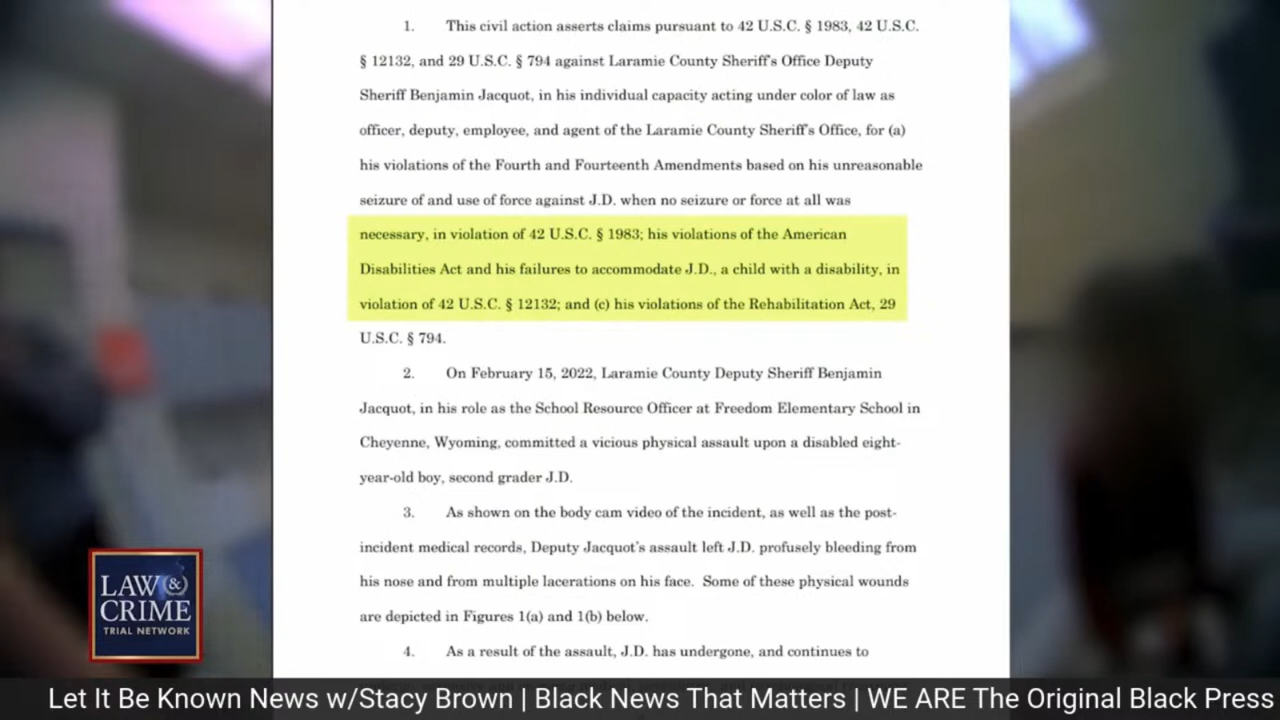 1. This civil action asserts claims pursuant to 42 U.S.C. § 1983, 42 U.S.C.
§ 12132, and 29 U.S.C. § 794 against Laramie County Sheriff's Office Deputy
Sheriff Benjamin Jacquot, in his individual capacity acting under color of law as
officer, deputy, employee, and agent of the Laramie County Sheriff's Office, for (a)
his violations of the Fourth and Fourteenth Amendments based on his unreasonable
seizure of and use of force against J.D. when no seizure or force at all was
necessary, in violation of 42 U.S.C. § 1983; his violations of the American
Disabilities Act and his failures to accommodate J.D., a child with a disability, in
violation of 42 U.S.C. § 12132; and (c) his violations of the Rehabilitation Act, 29
U.S.C. § 794.
2. On February 15, 2022, Laramie County Deputy Sheriff Benjamin
Jacquot, in his role as the School Resource Officer at Freedom Elementary School in
Cheyenne, Wyoming, committed a vicious physical assault upon a disabled eight-
year-old boy, second grader J.D.
3. As shown on the body cam video of the incident, as well as the post-
incident medical records, Deputy Jacquot's assault left J.D. profusely bleeding from
his nose and from multiple lacerations on his face. Some of these physical wounds
are depicted in Figures 1(a) and 1(b) below.
4. As a result of the assault, J.D. has undergone, and continues to
LAW &
CRIME
TRIAL NETWORK
Let It Be Known News w/Stacy Brown | Black News That Matters | WE ARE The Original Black Press